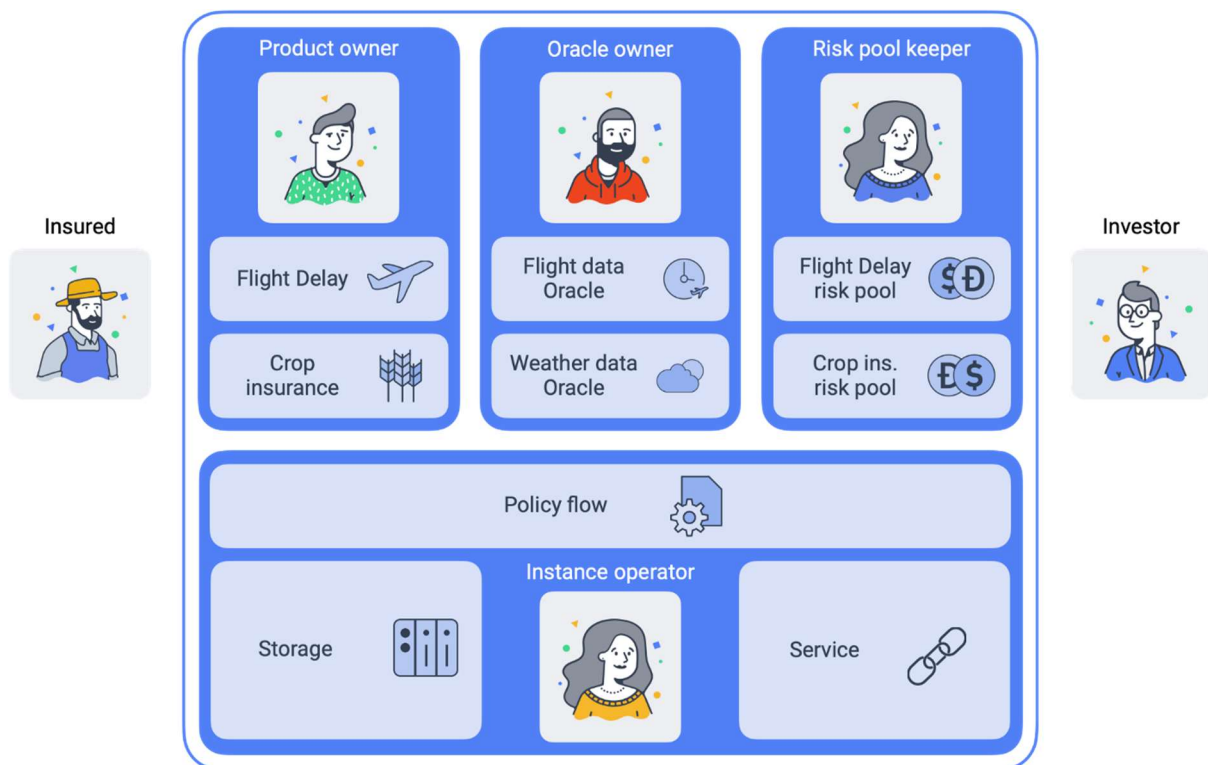 Product owner
Oracle owner
Risk pool keeper
Insured
Investor
Flight Delay
Flight data
Oracle
Flight Delay
risk pool
$ Đ
Crop
insurance
Weather data
Oracle
Crop ins.
risk pool
Đ $
Policy flow
Instance operator
Storage
Service